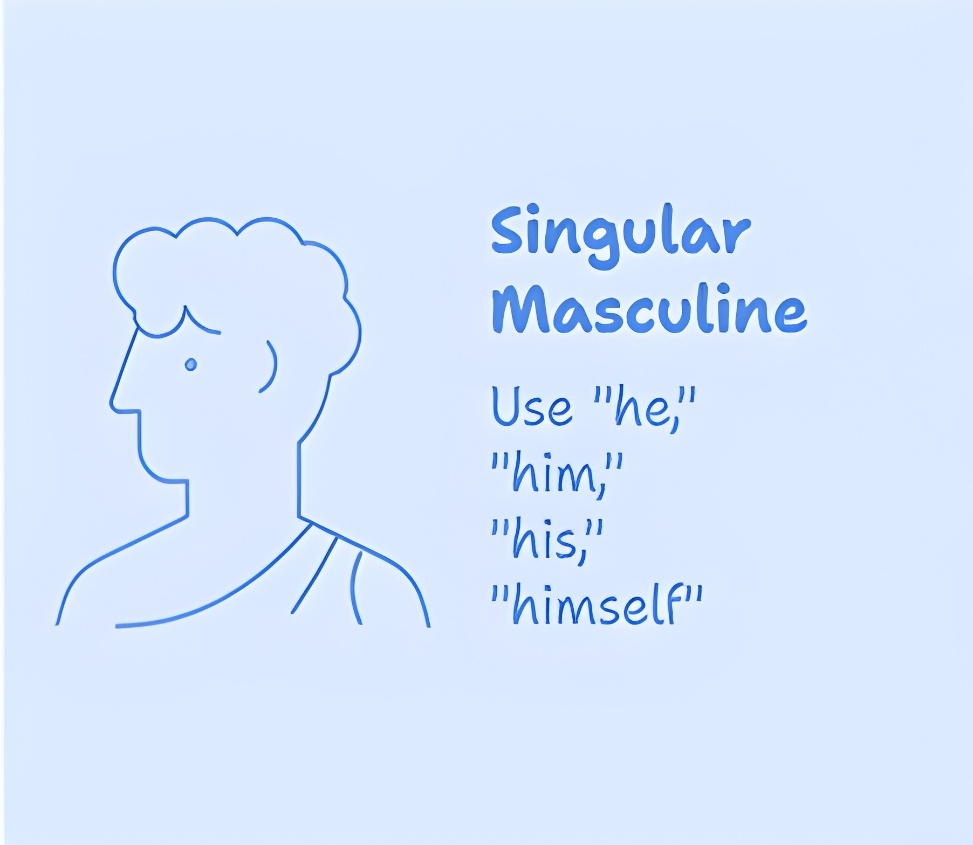 Singular
Masculine
Use "he,"
"him,"
"his,"
"himself"